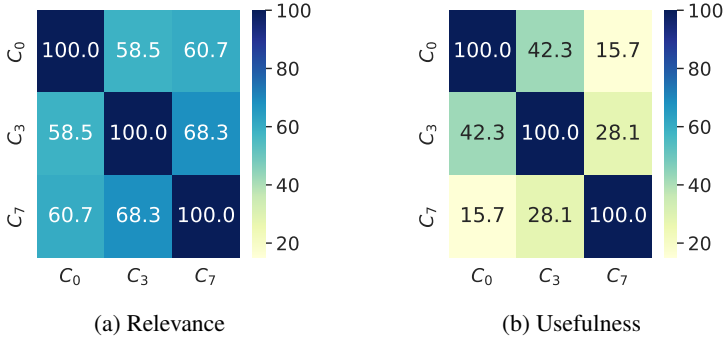 C₀ 100.0 58.5 60.7
C₃ 58.5 100.0 68.3
C₇ 60.7 68.3 100.0
C₀ C₃ C₇
100
80
60
40
20
(a) Relevance
C₀ 100.0 42.3 15.7
C₃ 42.3 100.0 28.1
C₇ 15.7 28.1 100.0
C₀ C₃ C₇
100
80
60
40
20
(b) Usefulness